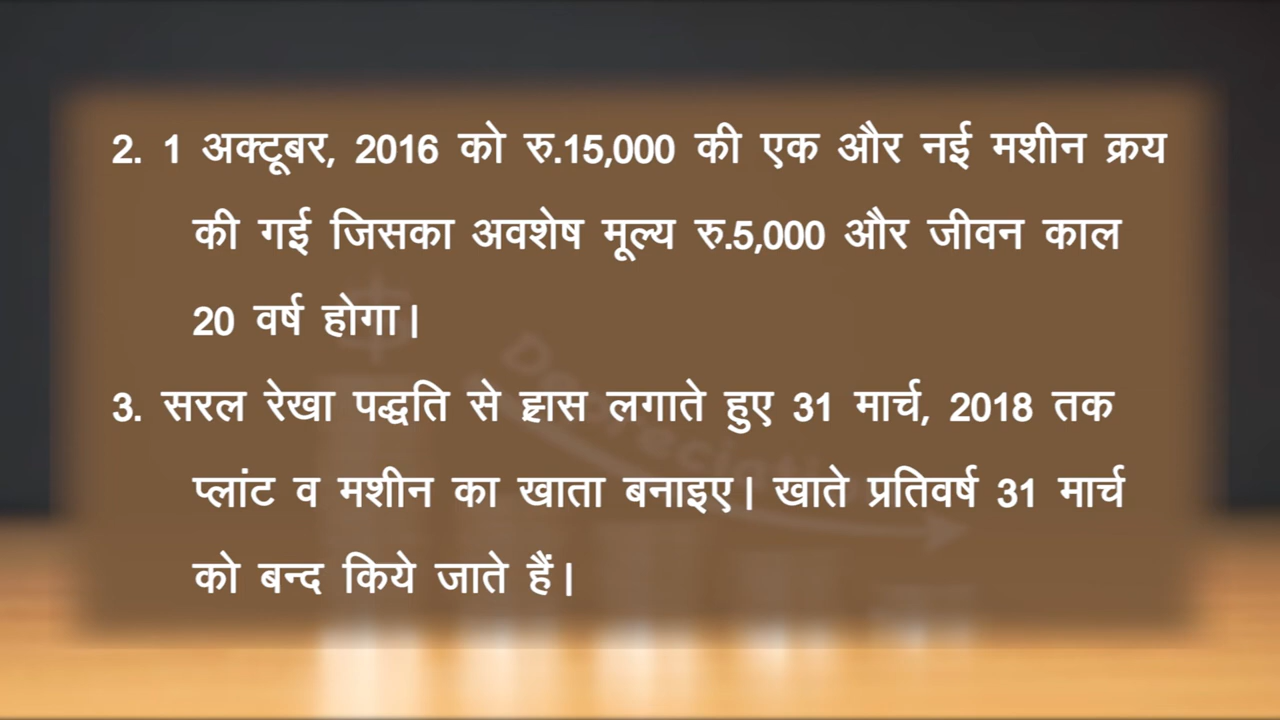 2. 1 अक्टूबर, 2016 को रु.15,000 की एक और नई मशीन क्रय
की गई जिसका अवशेष मूल्य रु.5,000 और जीवन काल
20 वर्ष होगा।
3. सरल रेखा पद्धति से ह्रास लगाते हुए 31 मार्च, 2018 तक
प्लांट व मशीन का खाता बनाइए। खाते प्रतिवर्ष 31 मार्च
को बन्द किये जाते हैं।
Depreciation